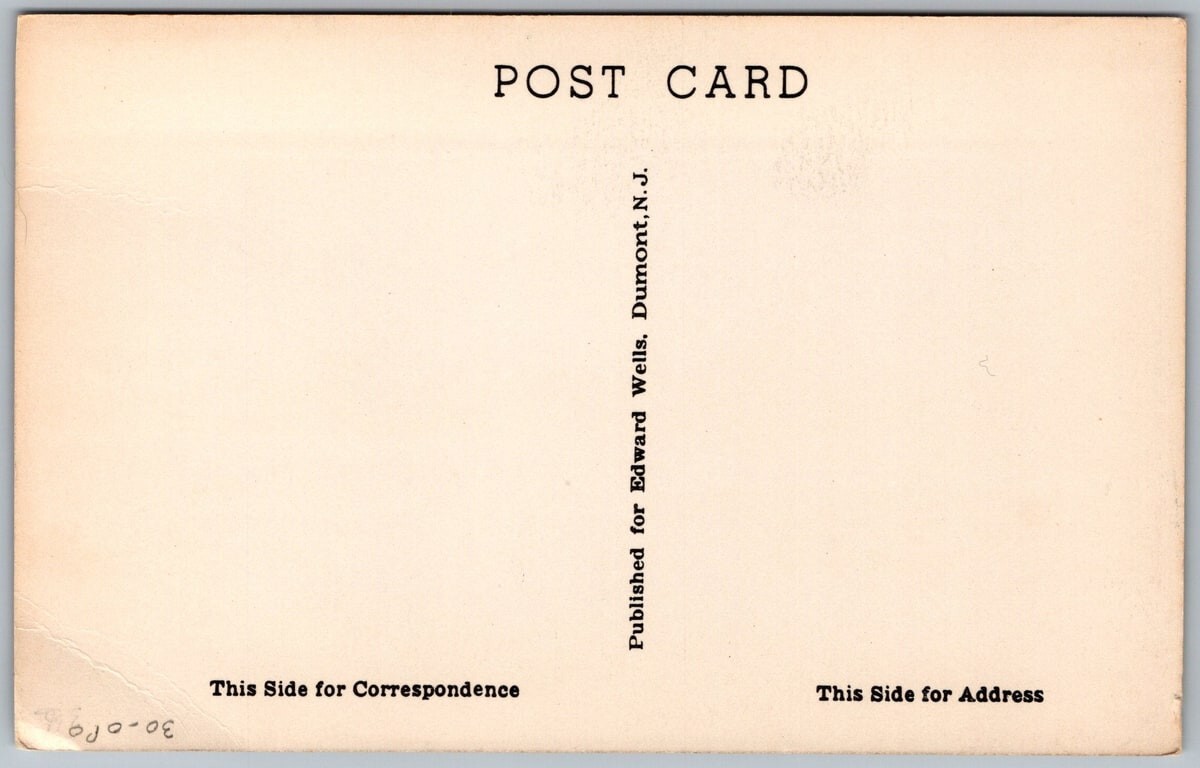 POST CARD
Published for Edward Wells, Dumont, N.J.
This Side for Correspondence
This Side for Address